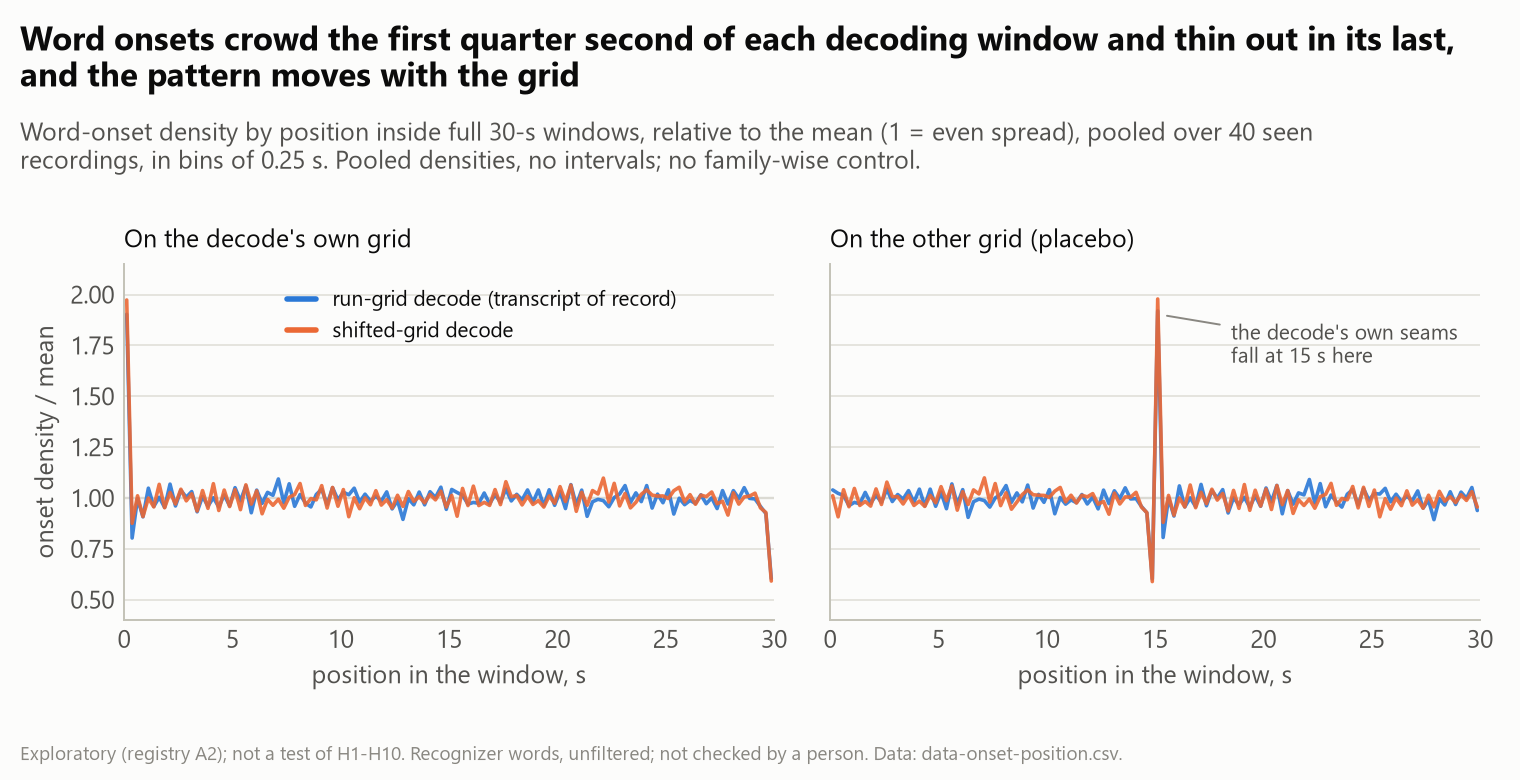 Word onsets crowd the first quarter second of each decoding window and thin out in its last,
and the pattern moves with the grid
Word-onset density by position inside full 30-s windows, relative to the mean (1 = even spread), pooled over 40 seen
recordings, in bins of 0.25 s. Pooled densities, no intervals; no family-wise control.
On the decode's own grid
onset density / mean
2.00
1.75
1.50
1.25
1.00
0.75
0.50
run-grid decode (transcript of record)
shifted-grid decode
0 5 10 15 20 25 30
position in the window, s
On the other grid (placebo)
the decode's own seams
fall at 15 s here
0 5 10 15 20 25 30
position in the window, s
Exploratory (registry A2); not a test of H1-H10. Recognizer words, unfiltered; not checked by a person. Data: data-onset-position.csv.